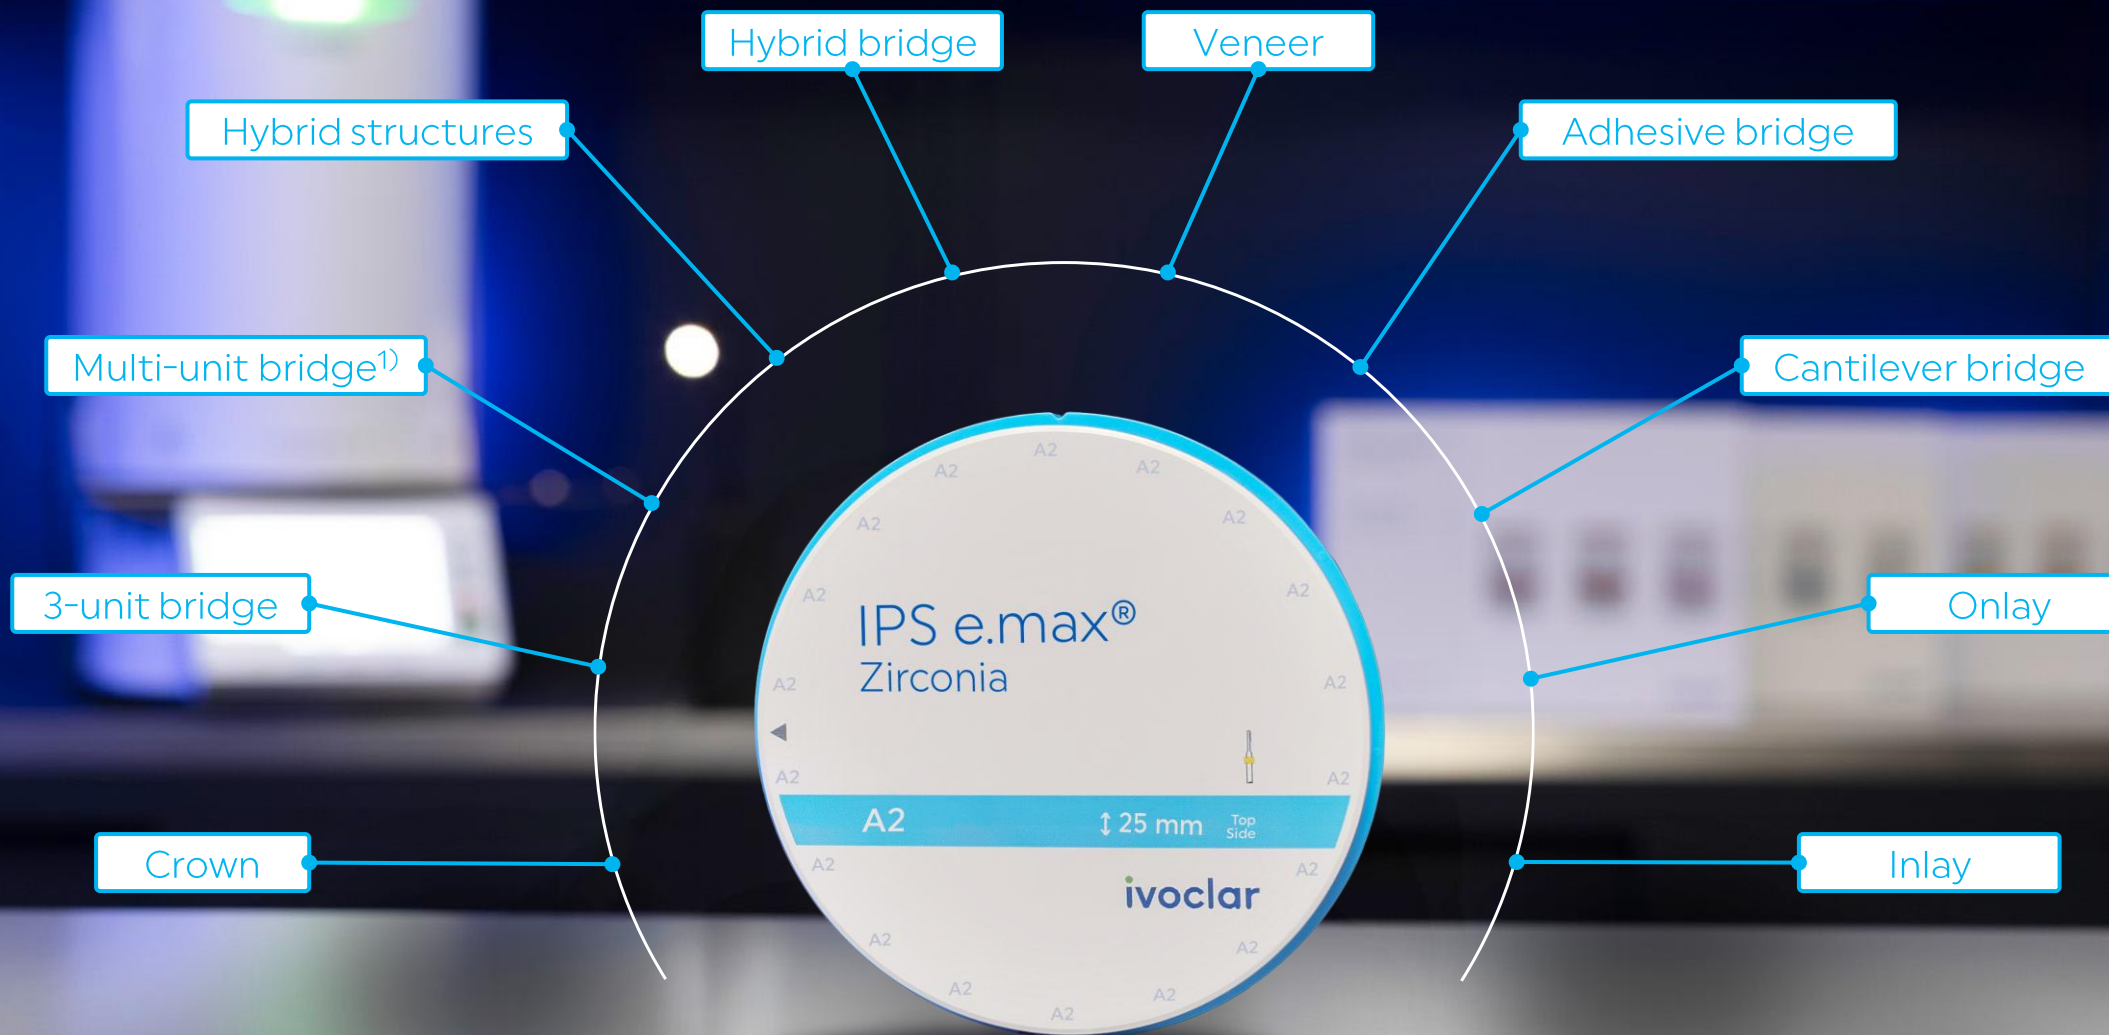 Hybrid bridge
Veneer
Hybrid structures
Adhesive bridge
Multi-unit bridge¹⁾
Cantilever bridge
3-unit bridge
Onlay
Crown
Inlay
A2
A2
A2
A2
A2
A2
A2
IPS e.max®
Zirconia
A2
A2
A2
A2
A2 25 mm Top Side
A2
A2
ivoclar
A2
A2
A2
A2
A2